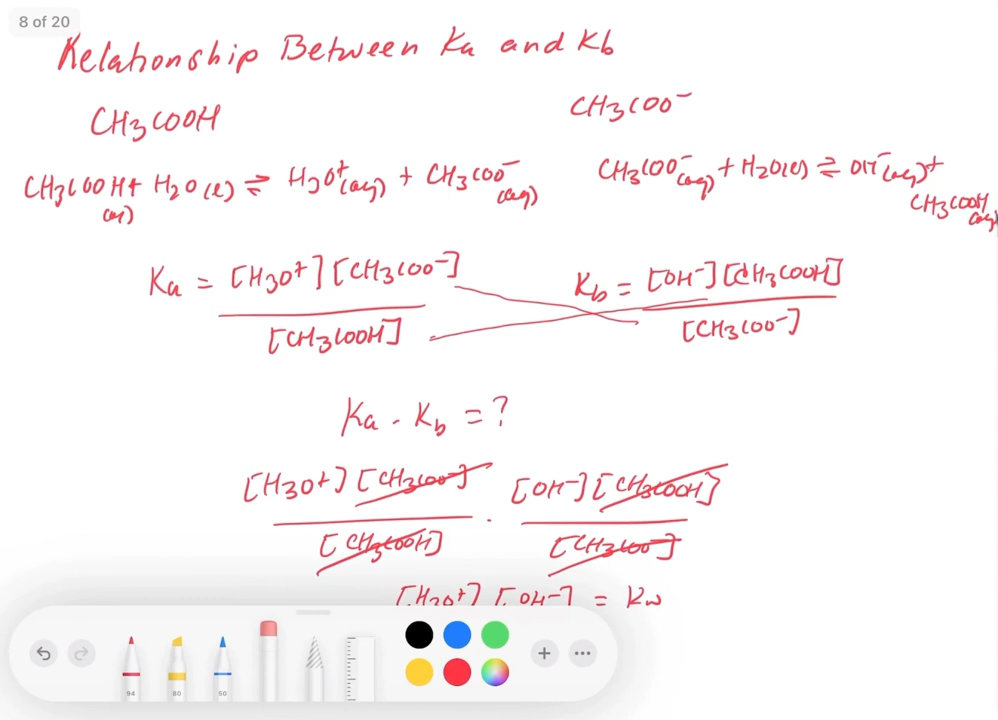 8 of 20
Relationship Between Ka and Kb
CH3COOH
CH3COO⁻
CH3COOH + H2O(l) ⇌ H3O⁺(aq) + CH3COO⁻
(aq) (aq)
CH3COO⁻(aq) + H2O(l) ⇌ OH⁻(aq) +
CH3COOH
(aq)
Ka = [H3O⁺][CH3COO⁻]
[CH3COOH]
Kb = [OH⁻][CH3COOH]
[CH3COO⁻]
Ka . Kb = ?
[H3O⁺][CH3COO⁻] . [OH⁻][CH3COOH]
[CH3COOH] [CH3COO⁻]
[H3O⁺][OH⁻] = Kw
94 80 50